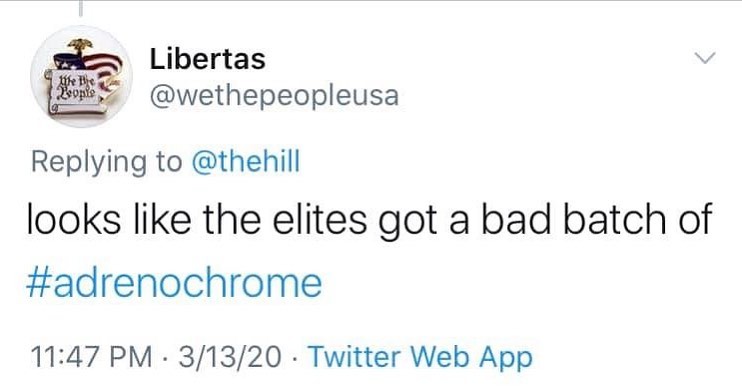 Libertas
We the
People
@wethepeopleusa
Replying to @thehill
looks like the elites got a bad batch of
#adrenochrome
11:47 PM · 3/13/20 · Twitter Web App